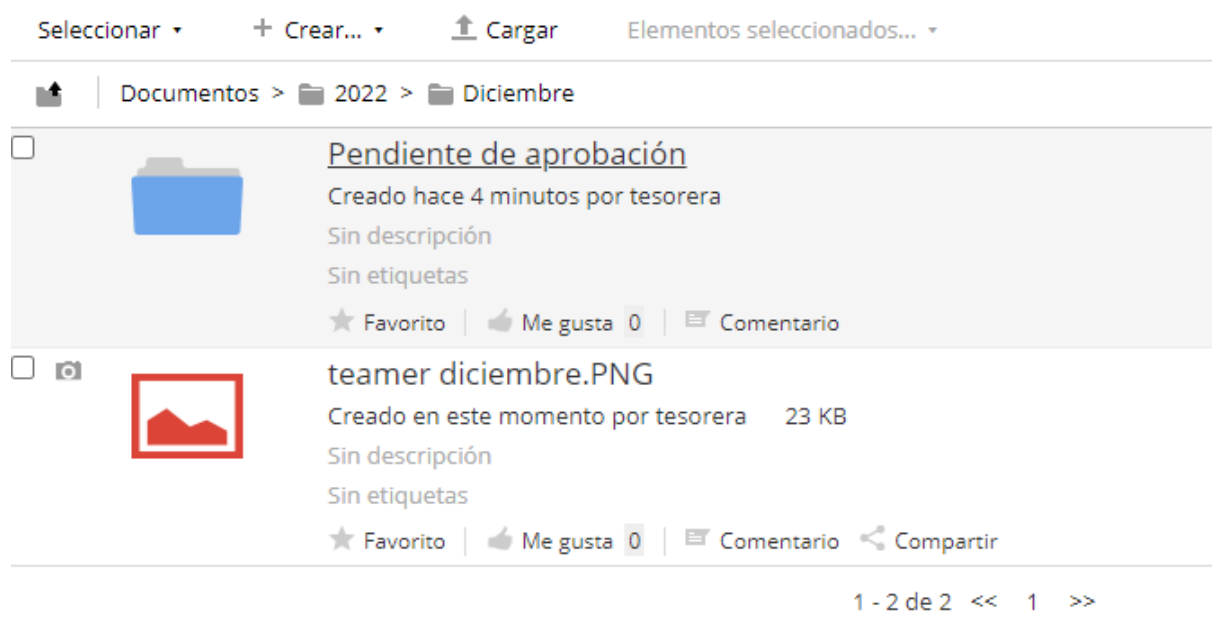 Seleccionar Crear... Cargar Elementos seleccionados...
Documentos > 2022 > Diciembre
Pendiente de aprobación
Creado hace 4 minutos por tesorera
Sin descripción
Sin etiquetas
Favorito Me gusta 0 Comentario
teamer diciembre.PNG
Creado en este momento por tesorera 23 KB
Sin descripción
Sin etiquetas
Favorito Me gusta 0 Comentario Compartir
1 - 2 de 2 << 1 >>